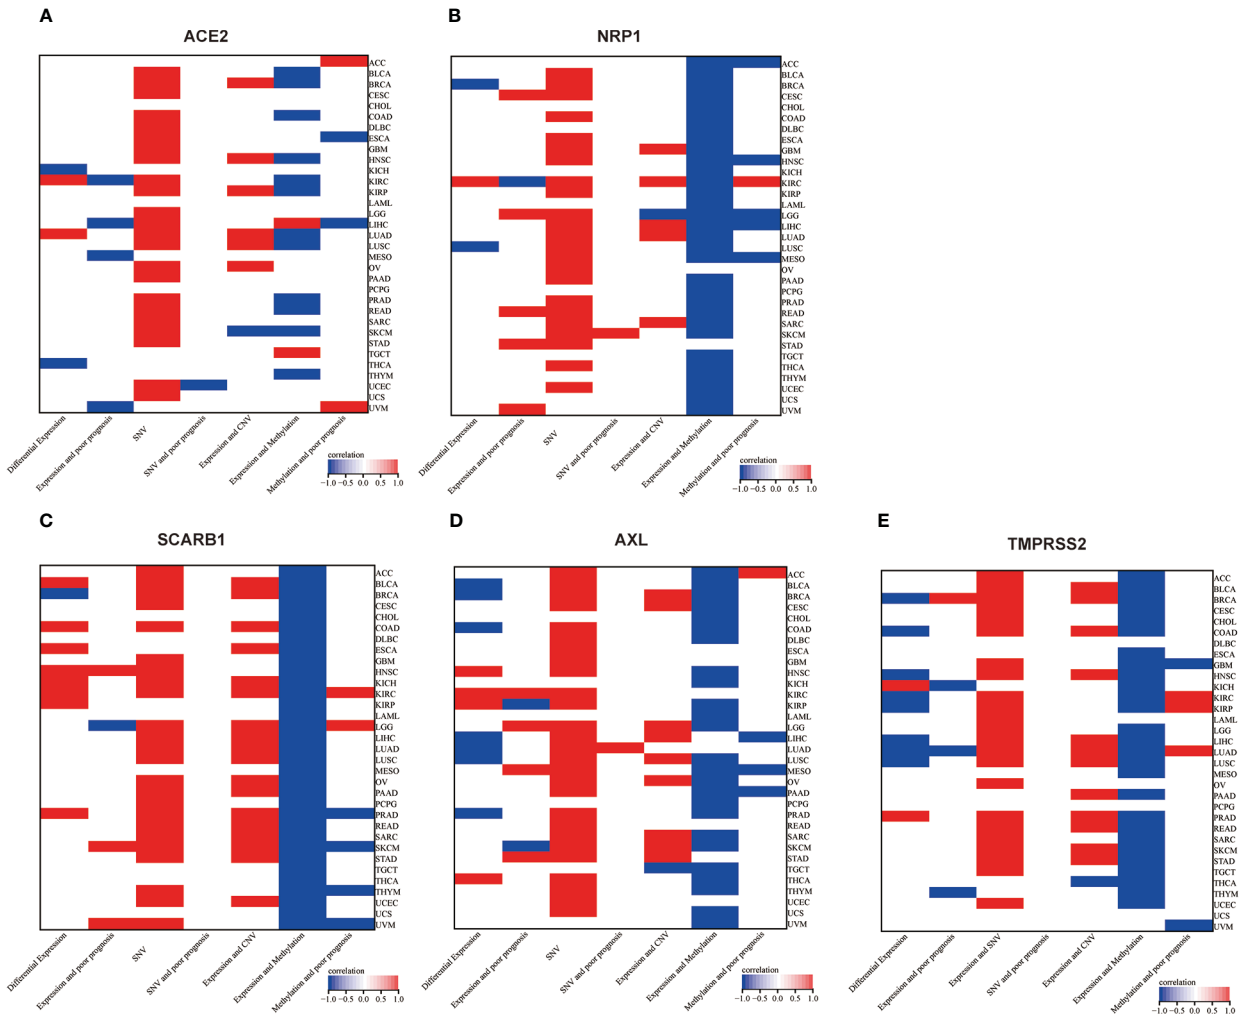 A
ACE2
ACC
BLCA
BRCA
CESC
CHOL
COAD
DLBC
ESCA
GBM
HNSC
KICH
KIRC
KIRP
LAML
LGG
LIHC
LUAD
LUSC
MESO
OV
PAAD
PCPG
PRAD
READ
SARC
SKCM
STAD
TGCT
THCA
THYM
UCEC
UCS
UVM
Differential Expression
Expression and poor prognosis
SNV
SNV and poor prognosis
Expression and CNV
Expression and Methylation
Methylation and poor prognosis
correlation
-1.0 -0.5 0.0 0.5 1.0
B
NRP1
ACC
BLCA
BRCA
CESC
CHOL
COAD
DLBC
ESCA
GBM
HNSC
KICH
KIRC
KIRP
LAML
LGG
LIHC
LUAD
LUSC
MESO
OV
PAAD
PCPG
PRAD
READ
SARC
SKCM
STAD
TGCT
THCA
THYM
UCEC
UCS
UVM
Differential Expression
Expression and poor prognosis
SNV
SNV and poor prognosis
Expression and CNV
Expression and Methylation
Methylation and poor prognosis
correlation
-1.0 -0.5 0.0 0.5 1.0
C
SCARB1
ACC
BLCA
BRCA
CESC
CHOL
COAD
DLBC
ESCA
GBM
HNSC
KICH
KIRC
KIRP
LAML
LGG
LIHC
LUAD
LUSC
MESO
OV
PAAD
PCPG
PRAD
READ
SARC
SKCM
STAD
TGCT
THCA
THYM
UCEC
UCS
UVM
Differential Expression
Expression and poor prognosis
SNV
SNV and poor prognosis
Expression and CNV
Expression and Methylation
Methylation and poor prognosis
correlation
-1.0 -0.5 0.0 0.5 1.0
D
AXL
ACC
BLCA
BRCA
CESC
CHOL
COAD
DLBC
ESCA
GBM
HNSC
KICH
KIRC
KIRP
LAML
LGG
LIHC
LUAD
LUSC
MESO
OV
PAAD
PCPG
PRAD
READ
SARC
SKCM
STAD
TGCT
THCA
THYM
UCEC
UCS
UVM
Differential Expression
Expression and poor prognosis
SNV
SNV and poor prognosis
Expression and CNV
Expression and Methylation
Methylation and poor prognosis
correlation
-1.0 -0.5 0.0 0.5 1.0
E
TMPRSS2
ACC
BLCA
BRCA
CESC
CHOL
COAD
DLBC
ESCA
GBM
HNSC
KICH
KIRC
KIRP
LAML
LGG
LIHC
LUAD
LUSC
MESO
OV
PAAD
PCPG
PRAD
READ
SARC
SKCM
STAD
TGCT
THCA
THYM
UCEC
UCS
UVM
Differential Expression
Expression and poor prognosis
Expression and SNV
SNV and poor prognosis
Expression and CNV
Expression and Methylation
Methylation and poor prognosis
correlation
-1.0 -0.5 0.0 0.5 1.0